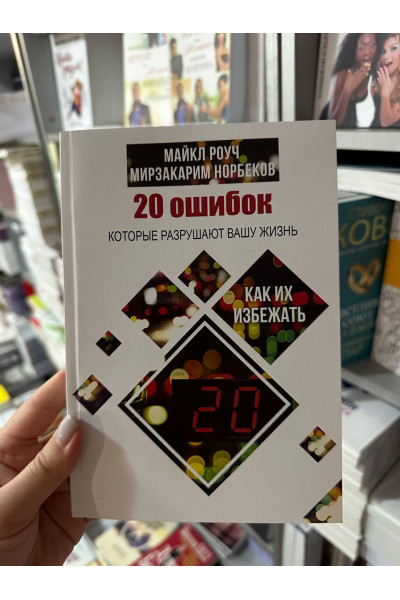 МАЙКЛ РОУЧ
МИРЗАКАРИМ НОРБЕКОВ
20 ошибок
КОТОРЫЕ РАЗРУШАЮТ ВАШУ ЖИЗНЬ
КАК ИХ
ИЗБЕЖАТЬ
20